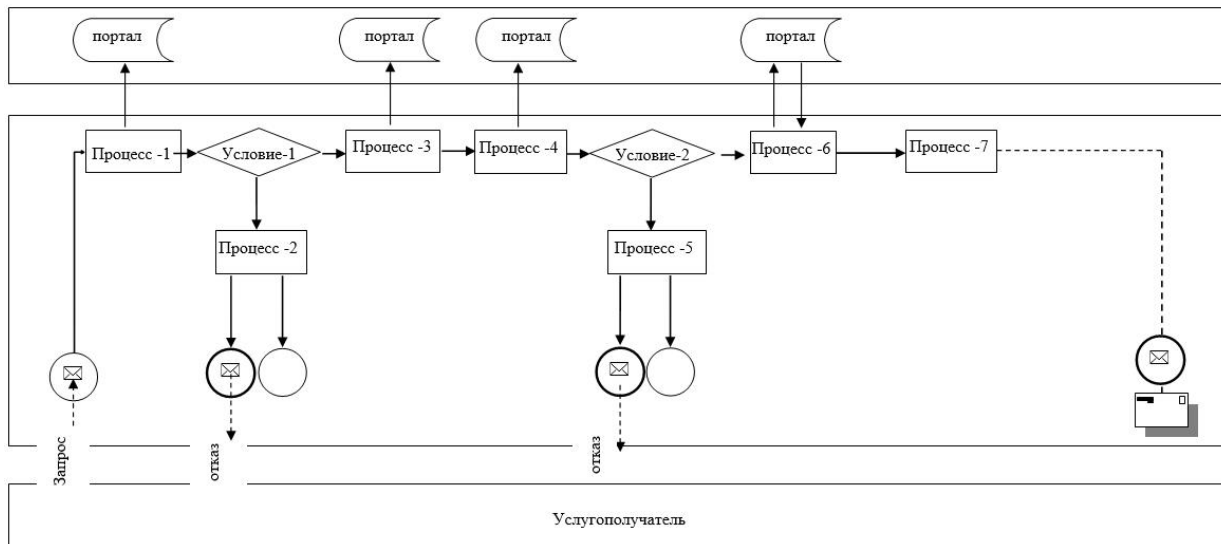 портал
портал
портал
портал
Процесс -1
Условие-1
Процесс -3
Процесс -4
Условие-2
Процесс -6
Процесс -7
Процесс -2
Процесс -5
Запрос
отказ
отказ
Услугополучатель